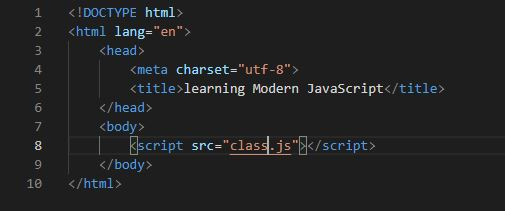 1 <!DOCTYPE html>
2 <html lang="en">
3 <head>
4 <meta charset="utf-8">
5 <title>learning Modern JavaScript</title>
6 </head>
7 <body>
8 <script src="class.js"></script>
9 </body>
10 </html>